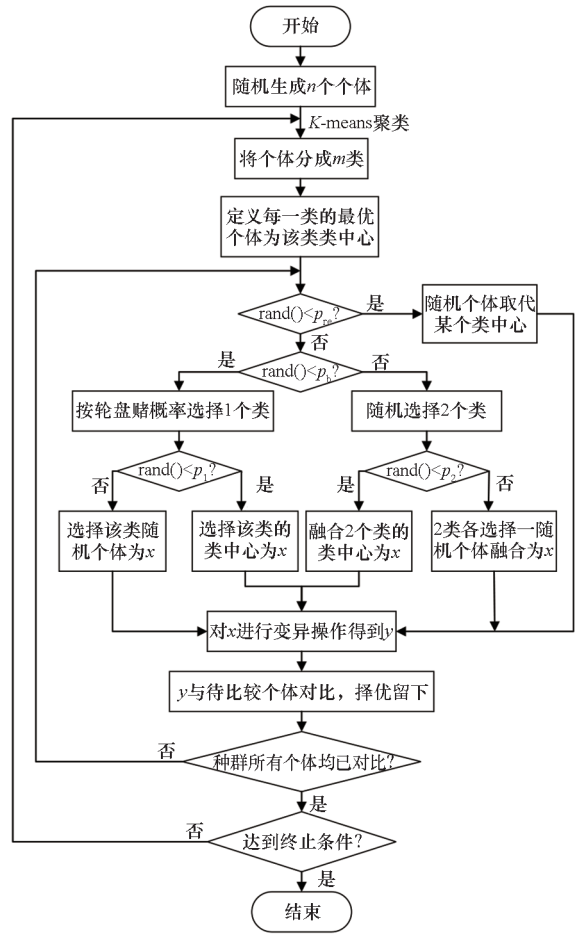 开始
随机生成n个个体
K-means聚类
将个体分成m类
定义每一类的最优
个体为该类类中心
rand()<pre?
是
随机个体取代
某个类中心
否
是
rand()<pb?
否
按轮盘赌概率选择1个类
随机选择2个类
rand()<p1?
rand()<p2?
否
是
是
否
选择该类随
机个体为x
选择该类的
类中心为x
融合2个类的
类中心为x
2类各选择一随
机个体融合为x
对x进行变异操作得到y
y与待比较个体对比，择优留下
否
种群所有个体均已对比?
是
否
达到终止条件?
是
结束